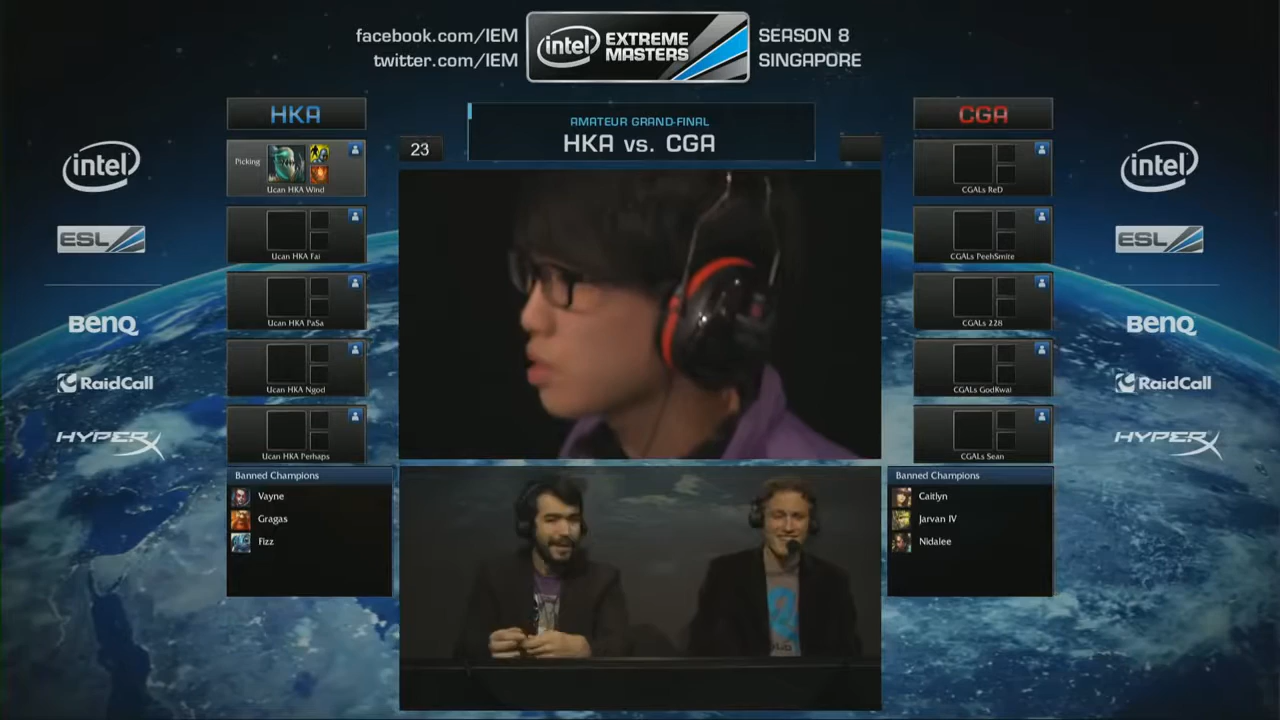 facebook.com/IEM
twitter.com/IEM
intel EXTREME MASTERS
SEASON 8
SINGAPORE
HKA
CGA
AMATEUR GRAND-FINAL
HKA vs. CGA
23
Picking
Ucan HKA Wind
Ucan HKA Fai
Ucan HKA PaSa
Ucan HKA Ngod
Ucan HKA Perhaps
CGALs ReD
CGALs PeehSmite
CGALs 228
CGALs GodKwai
CGALs Sean
intel
ESL
BENQ
RaidCall
HYPERX
intel
ESL
BENQ
RaidCall
HYPERX
Banned Champions
Vayne
Gragas
Fizz
Banned Champions
Caitlyn
Jarvan IV
Nidalee